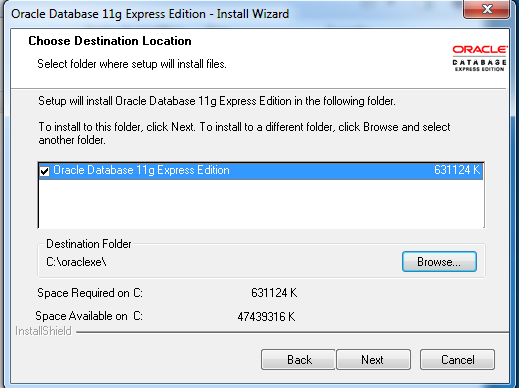 Oracle Database 11g Express Edition - Install Wizard
Choose Destination Location
Select folder where setup will install files.
ORACLE
DATABASE
EXPRESS EDITION
Setup will install Oracle Database 11g Express Edition in the following folder.
To install to this folder, click Next. To install to a different folder, click Browse and select
another folder.
Oracle Database 11g Express Edition 631124 K
Destination Folder
C:\oraclexe\
Browse...
Space Required on C: 631124 K
Space Available on C: 47439316 K
InstallShield
Back Next Cancel